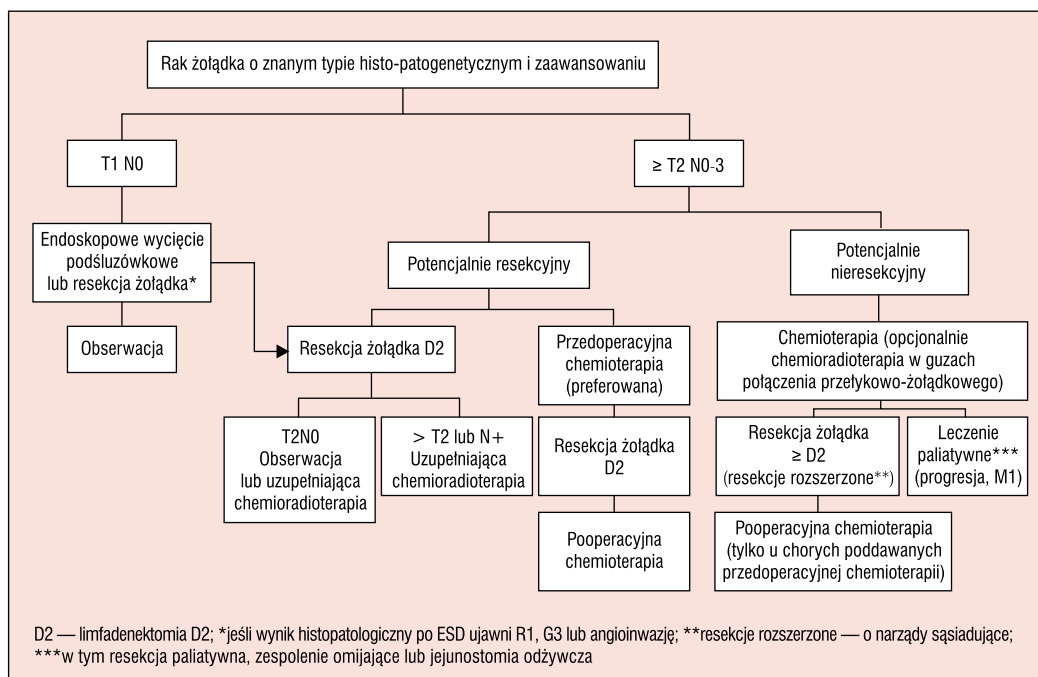 Rak żołądka o znanym typie histo-patogenetycznym i zaawansowaniu
T1 N0
≥ T2 N0-3
Endoskopowe wycięcie
podśluzówkowe
lub resekcja żołądka*
Obserwacja
Potencjalnie resekcyjny
Potencjalnie
nieresekcyjny
Resekcja żołądka D2
Przedoperacyjna
chemioterapia
(preferowana)
Chemioterapia (opcjonalnie
chemioradioterapia w guzach
połączenia przełykowo-żołądkowego)
T2N0
Obserwacja
lub uzupełniająca
chemioradioterapia
> T2 lub N+
Uzupełniająca
chemioradioterapia
Resekcja żołądka
D2
Resekcja żołądka
≥ D2
(resekcje rozszerzone**)
Leczenie
paliatywne***
(progresja, M1)
Pooperacyjna
chemioterapia
Pooperacyjna chemioterapia
(tylko u chorych poddawanych
przedoperacyjnej chemioterapii)
D2 — limfadenektomia D2; *jeśli wynik histopatologiczny po ESD ujawni R1, G3 lub angioinwazję; **resekcje rozszerzone — o narządy sąsiadujące;
***w tym resekcja paliatywna, zespolenie omijające lub jejunostomia odżywcza